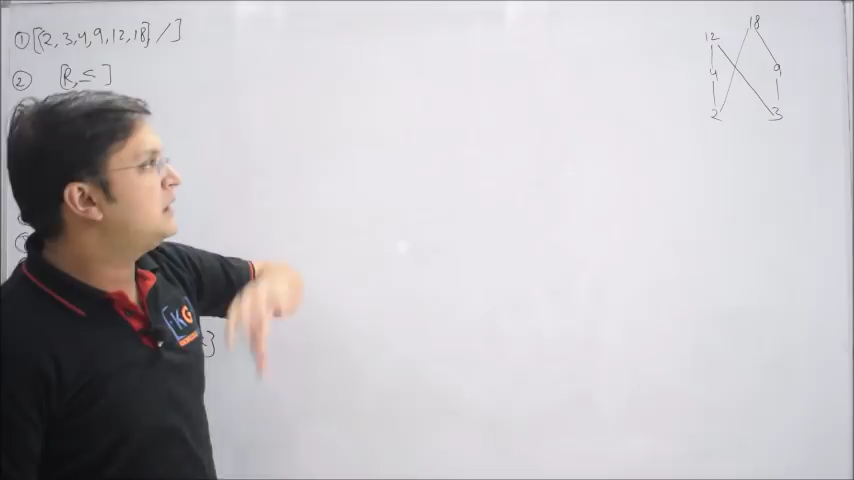 ① [{2, 3, 4, 9, 12, 18}, /]
② [R, ≤]
KG
}
18
12
4
9
2
3